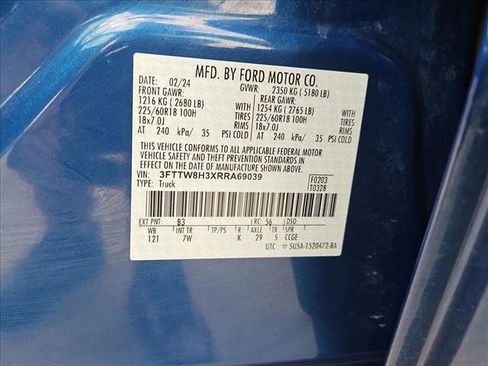 MFD. BY FORD MOTOR CO.
DATE: 02/24 GVWR: 2350 KG ( 5180 LB)
FRONT GAWR: REAR GAWR:
1216 KG ( 2680 LB) 1254 KG ( 2765 LB)
225/60R18 100H TIRES 225/60R18 100H TIRES
18x7.0J RIMS 18x7.0J RIMS
AT 240 kPa/ 35 PSI COLD AT 240 kPa/ 35 PSI COLD
THIS VEHICLE CONFORMS TO ALL APPLICABLE FEDERAL MOTOR
VEHICLE SAFETY AND THEFT PREVENTION STANDARDS IN EFFECT ON
THE DATE OF MANUFACTURE SHOWN ABOVE.
VIN: 3FTTW8H3XRRA69039 F0203
TYPE: Truck T0328
EXT PNT: B3 RC: 56 DSO
WB INT TR TP/PS R AXLE TR SPR
121 7W K 29 5 CCGE
UTC ▽ SU5A-1520472-BA